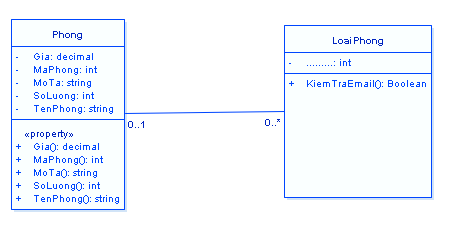 Phong
- Gia: decimal
- MaPhong: int
- MoTa: string
- SoLuong: int
- TenPhong: string
«property»
+ Gia(): decimal
+ MaPhong(): int
+ MoTa(): string
+ SoLuong(): int
+ TenPhong(): string
0..1
0..*
LoaiPhong
- .........: int
+ KiemTraEmail(): Boolean